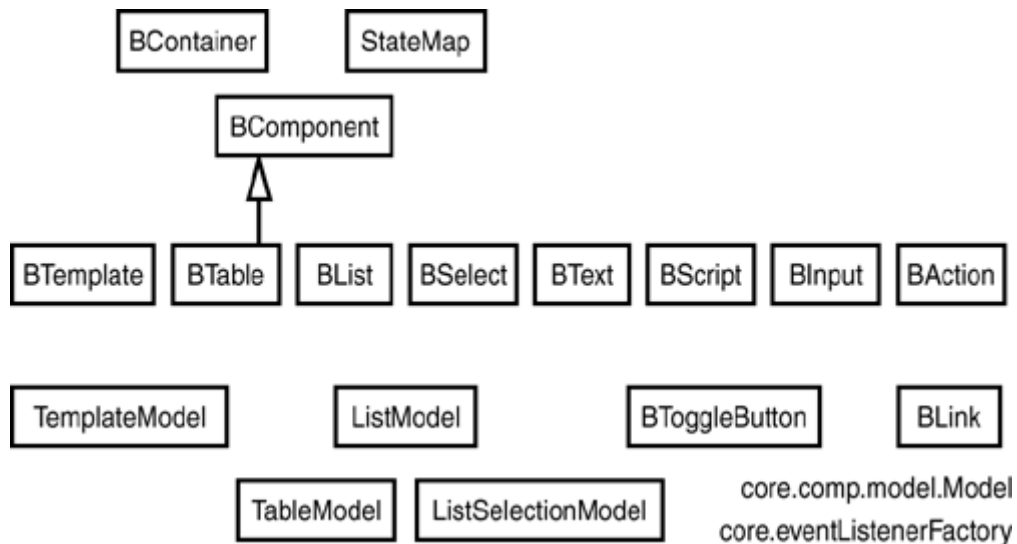 BContainer
StateMap
BComponent
BTemplate
BTable
BList
BSelect
BText
BScript
BInput
BAction
TemplateModel
ListModel
BToggleButton
BLink
TableModel
ListSelectionModel
core.comp.model.Model
core.eventListenerFactory